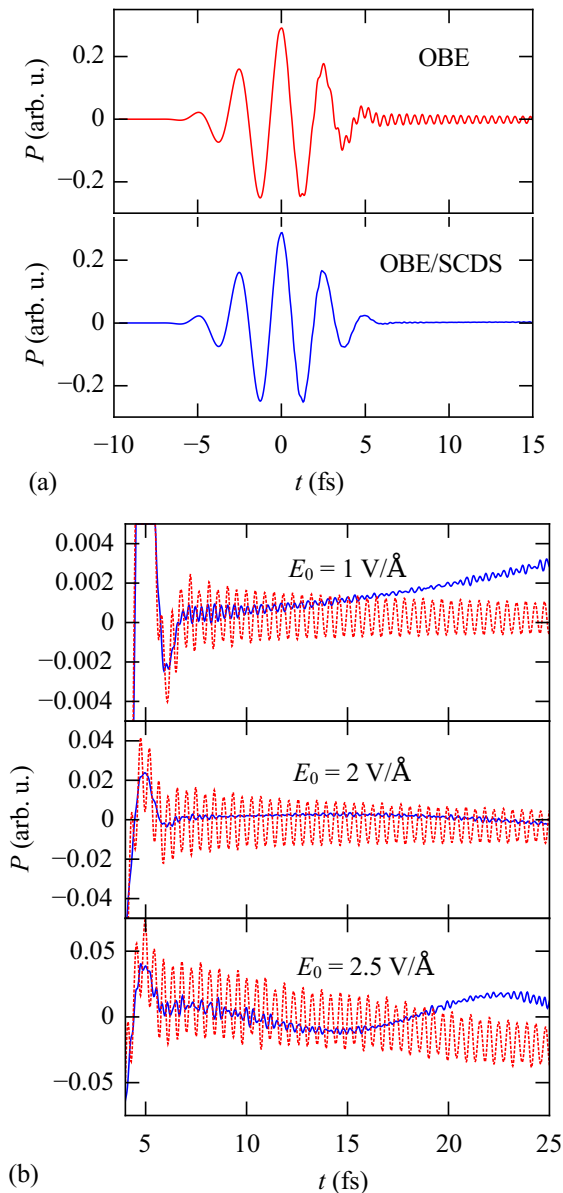 0.2
OBE
P (arb. u.)
0
−0.2
0.2
OBE/SCDS
P (arb. u.)
0
−0.2
−10 −5 0 5 10 15
(a) t (fs)
0.004
E0 = 1 V/Å
0.002
0
−0.002
−0.004
0.04
E0 = 2 V/Å
0.02
P (arb. u.)
0
−0.02
−0.04
0.05
E0 = 2.5 V/Å
0
−0.05
5 10 15 20 25
(b) t (fs)